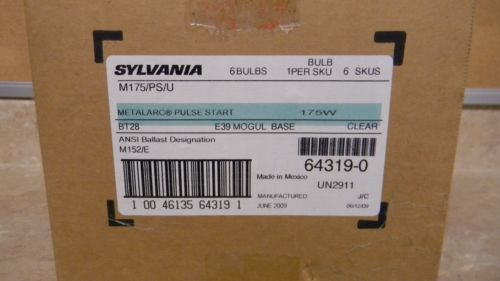 SYLVANIA 6 BULBS BULB 1PER SKU 6 SKUS
M175/PS/U
METALARC® PULSE START 175W
BT28 E39 MOGUL BASE CLEAR
ANSI Ballast Designation
M152/E
64319-0
Made in Mexico UN2911
MANUFACTURED J/C
1 00 46135 64319 1 JUNE 2009 06/12/09